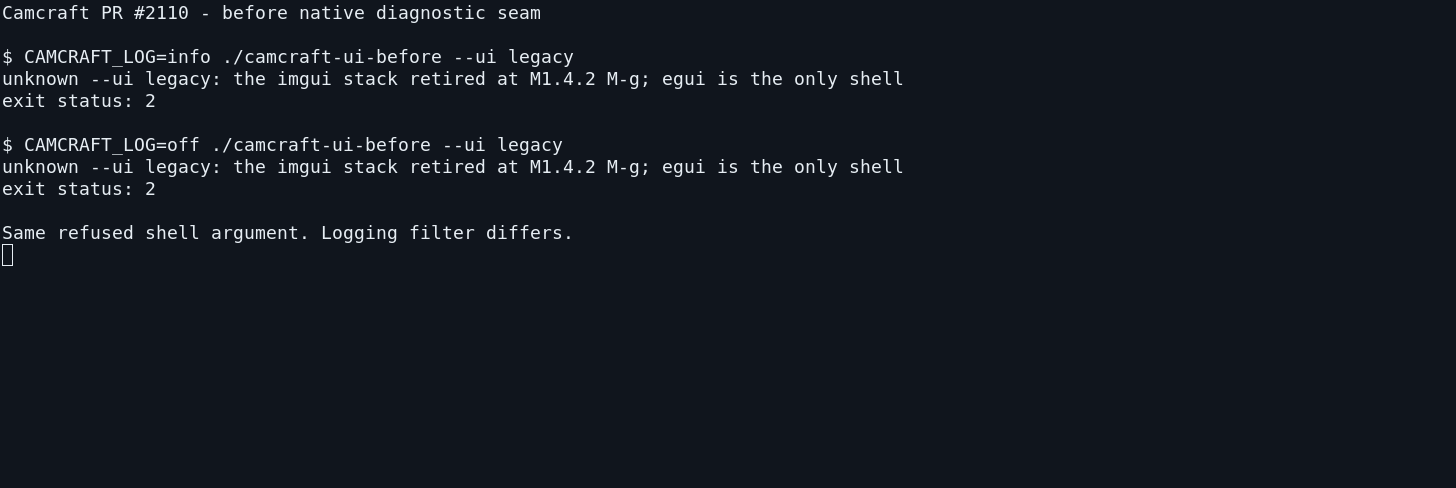 Camcraft PR #2110 - before native diagnostic seam
$ CAMCRAFT_LOG=info ./camcraft-ui-before --ui legacy
unknown --ui legacy: the imgui stack retired at M1.4.2 M-g; egui is the only shell
exit status: 2
$ CAMCRAFT_LOG=off ./camcraft-ui-before --ui legacy
unknown --ui legacy: the imgui stack retired at M1.4.2 M-g; egui is the only shell
exit status: 2
Same refused shell argument. Logging filter differs.